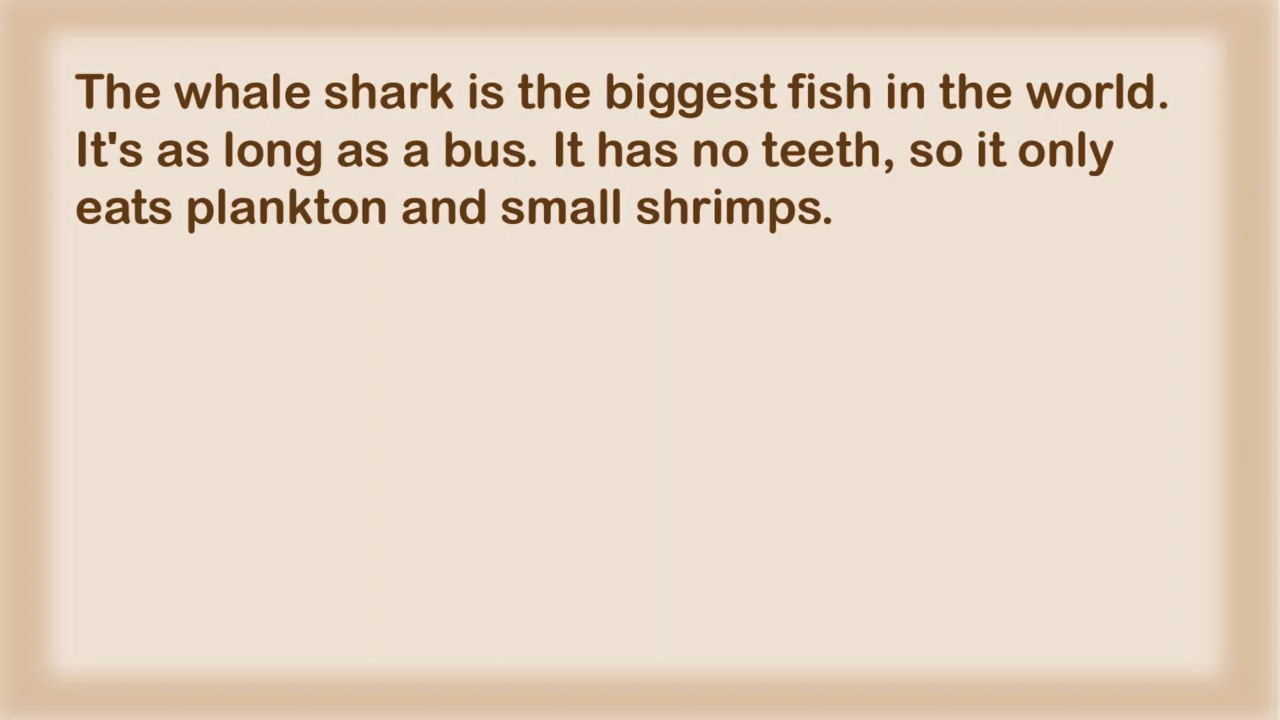 The whale shark is the biggest fish in the world.
It's as long as a bus. It has no teeth, so it only
eats plankton and small shrimps.